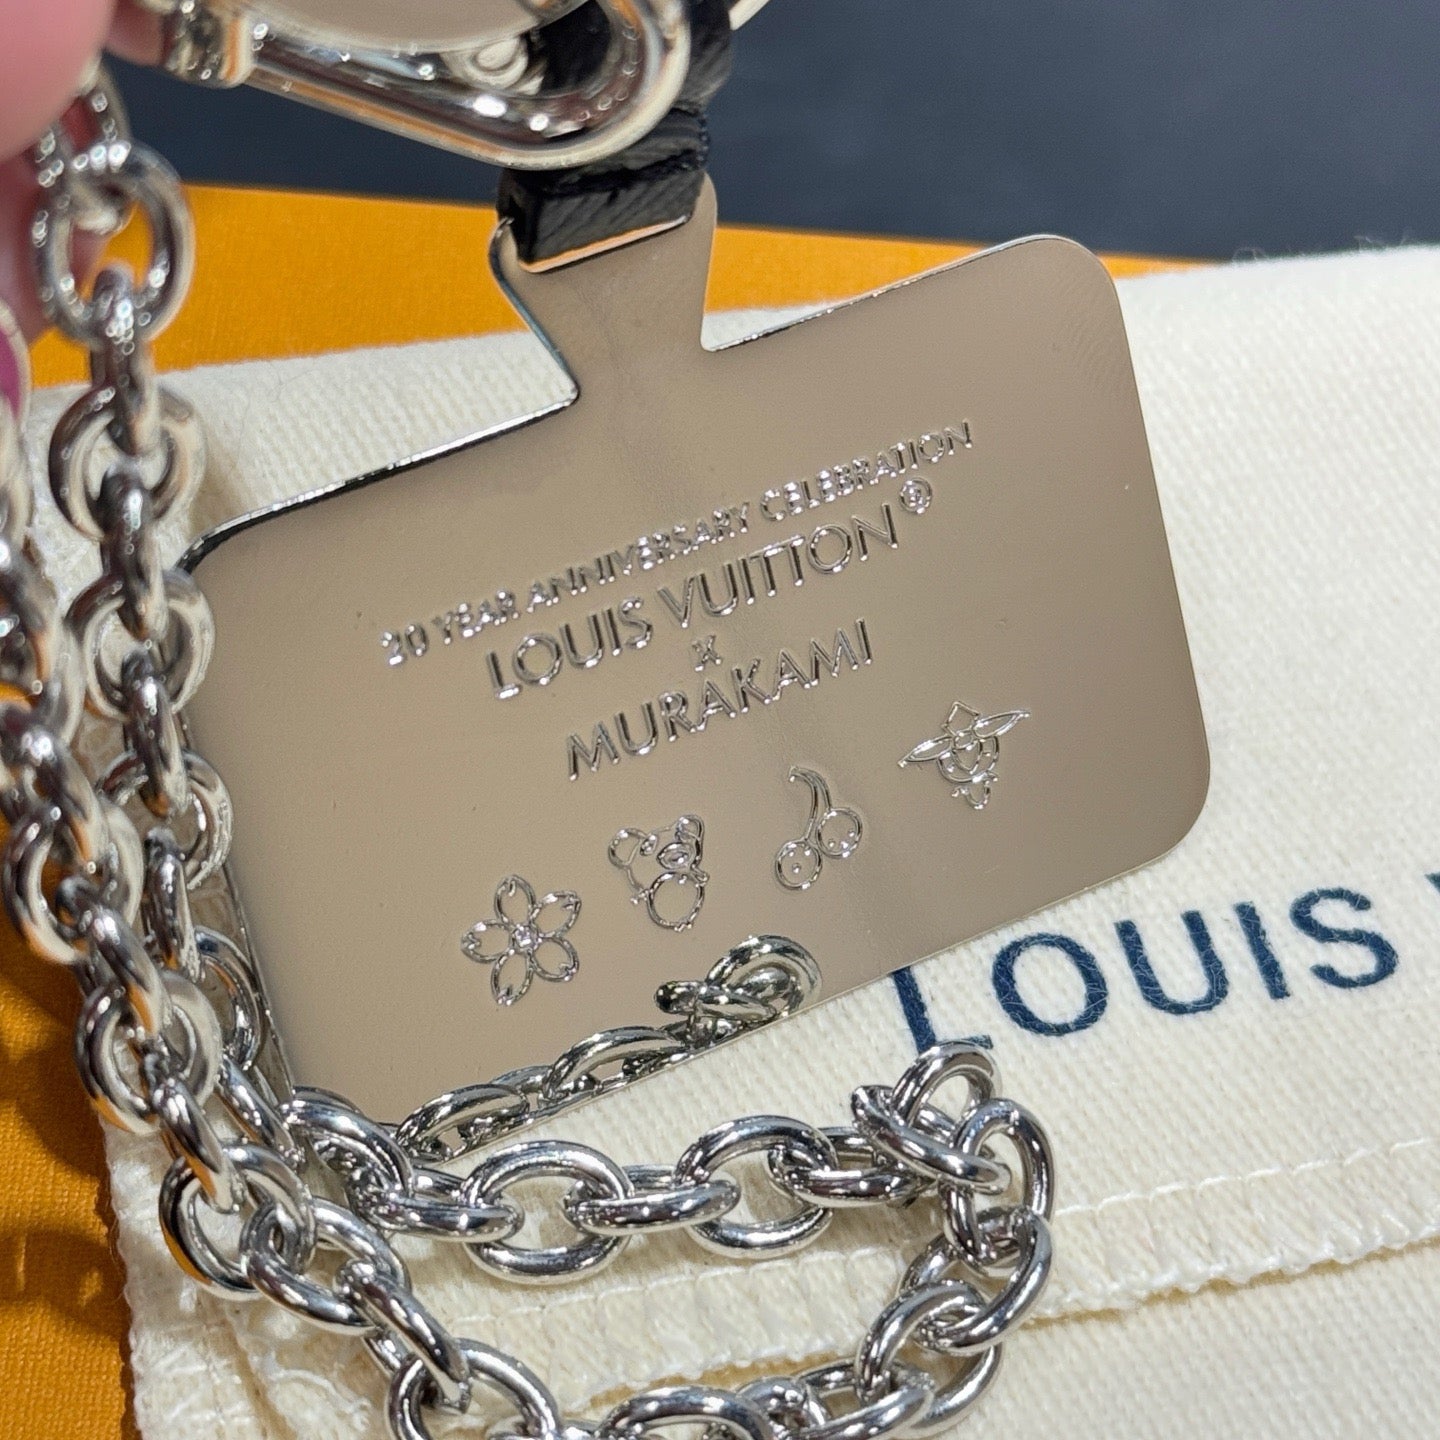 20 YEAR ANNIVERSARY CELEBRATION
LOUIS VUITTON®
x
MURAKAMI
LOUIS